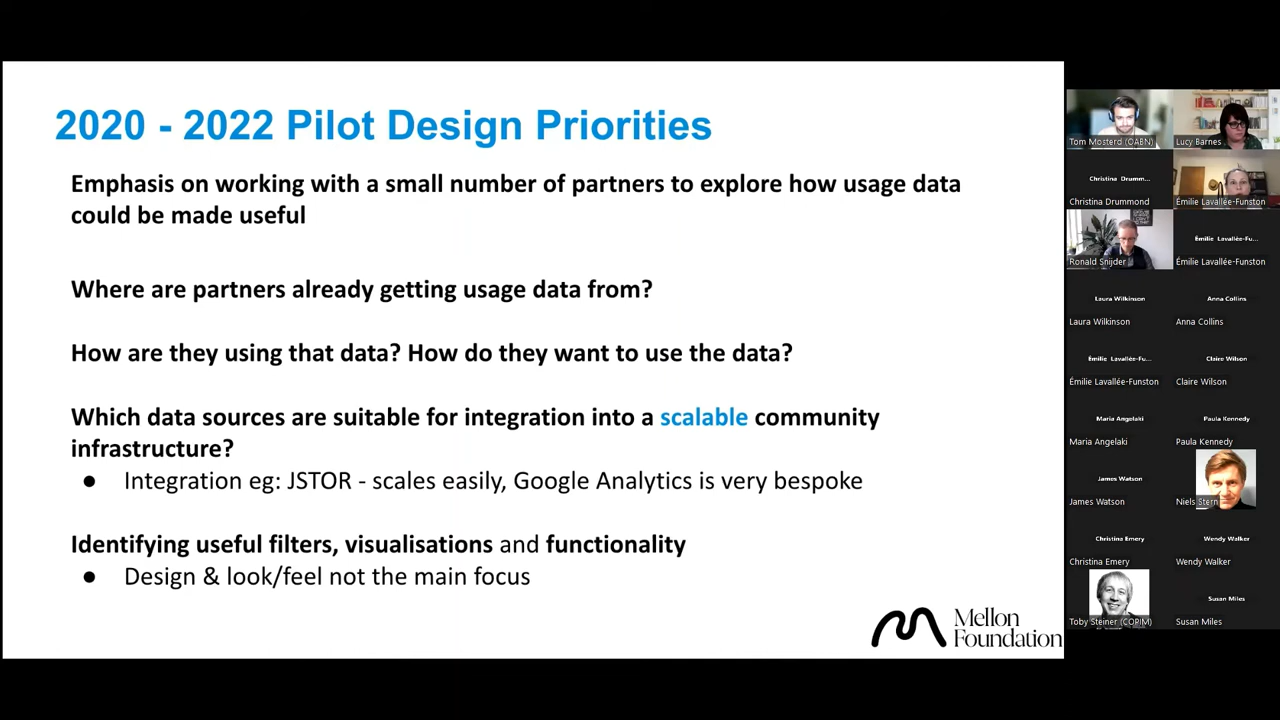 2020 - 2022 Pilot Design Priorities
Emphasis on working with a small number of partners to explore how usage data
could be made useful
Where are partners already getting usage data from?
How are they using that data? How do they want to use the data?
Which data sources are suitable for integration into a scalable community
infrastructure?
● Integration eg: JSTOR - scales easily, Google Analytics is very bespoke
Identifying useful filters, visualisations and functionality
● Design & look/feel not the main focus
Mellon
Foundation
Tom Mosterd (OABN)
Lucy Barnes
Christina Drumm...
Christina Drummond
Émilie Lavallée-Funston
Ronald Snijder
Émilie Lavallée-Fu...
Émilie Lavallée-Funston
Laura Wilkinson
Laura Wilkinson
Anna Collins
Anna Collins
Émilie Lavallée-Fu...
Émilie Lavallée-Funston
Claire Wilson
Claire Wilson
Maria Angelaki
Maria Angelaki
Paula Kennedy
Paula Kennedy
James Watson
James Watson
Niels Stern
Christina Emery
Christina Emery
Wendy Walker
Wendy Walker
Toby Steiner (COPIM)
Susan Miles
Susan Miles